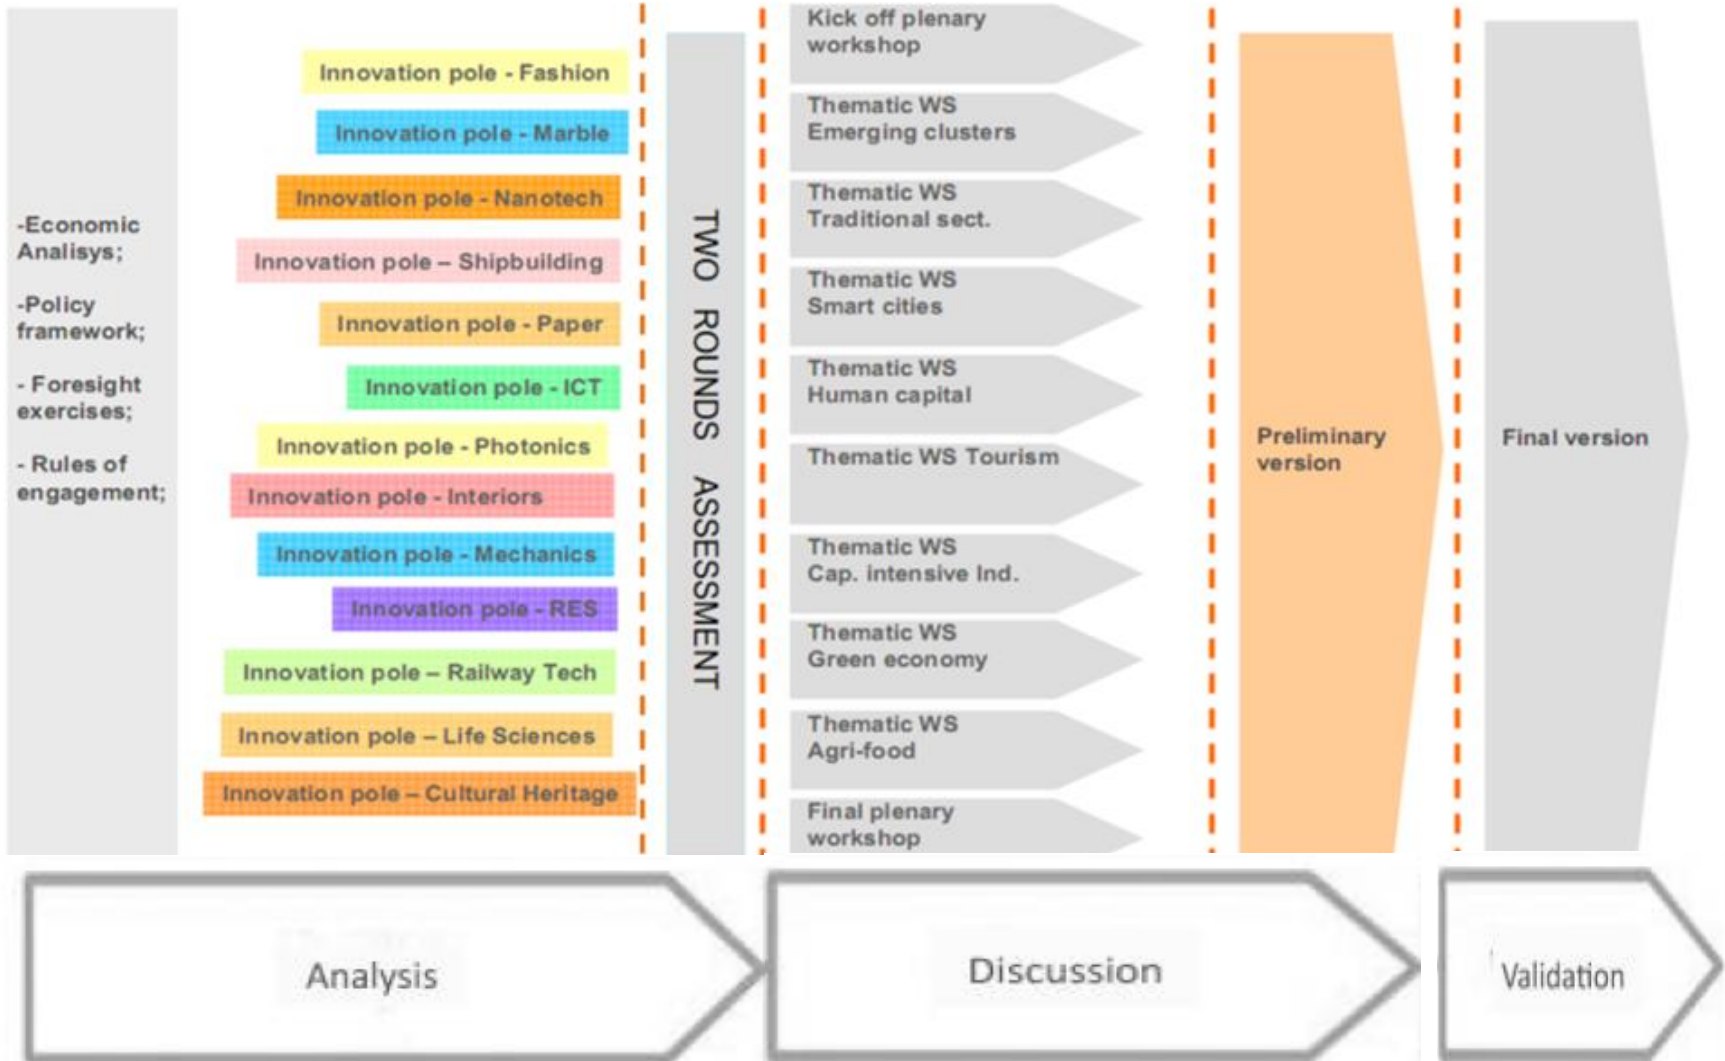 -Economic
Analisys;
-Policy
framework;
- Foresight
exercises;
- Rules of
engagement;
Innovation pole - Fashion
Innovation pole - Marble
Innovation pole - Nanotech
Innovation pole – Shipbuilding
Innovation pole - Paper
Innovation pole - ICT
Innovation pole - Photonics
Innovation pole - Interiors
Innovation pole - Mechanics
Innovation pole - RES
Innovation pole – Railway Tech
Innovation pole – Life Sciences
Innovation pole – Cultural Heritage
TWO ROUNDS ASSESSMENT
Kick off plenary
workshop
Thematic WS
Emerging clusters
Thematic WS
Traditional sect.
Thematic WS
Smart cities
Thematic WS
Human capital
Thematic WS Tourism
Thematic WS
Cap. intensive Ind.
Thematic WS
Green economy
Thematic WS
Agri-food
Final plenary
workshop
Preliminary
version
Final version
Analysis
Discussion
Validation